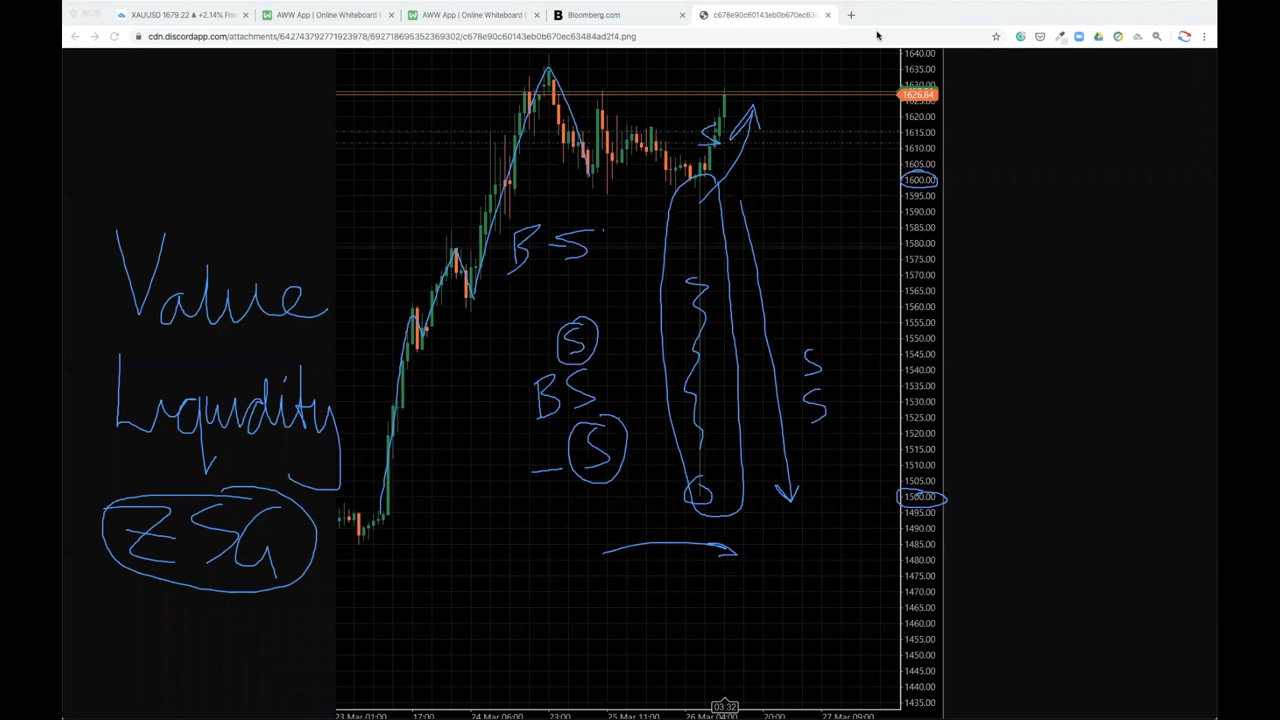 XAUUSD 1679.22 ▲ +2.14% Fre
AWW App | Online Whiteboard f
AWW App | Online Whiteboard f
Bloomberg.com
c678e90c60143eb0b670ec634
cdn.discordapp.com/attachments/642743792771923978/692718695352369302/c678e90c60143eb0b670ec63484ad2f4.png
1640.00
1635.00
1626.84
1625.00
1620.00
1615.00
1610.00
1605.00
1600.00
1595.00
1590.00
1585.00
1580.00
1575.00
1570.00
1565.00
1560.00
1555.00
1550.00
1545.00
1540.00
1535.00
1530.00
1525.00
1520.00
1515.00
1510.00
1505.00
1500.00
1495.00
1490.00
1485.00
1480.00
1475.00
1470.00
1465.00
1460.00
1455.00
1450.00
1445.00
1440.00
1435.00
S
B-S
Value
S
S
BS
S
Liquidity
S
ZSG
03:32
23 Mar 01:00 17:00 24 Mar 06:00 23:00 25 Mar 11:00 26 Mar 04:00 20:00 27 Mar 09:00